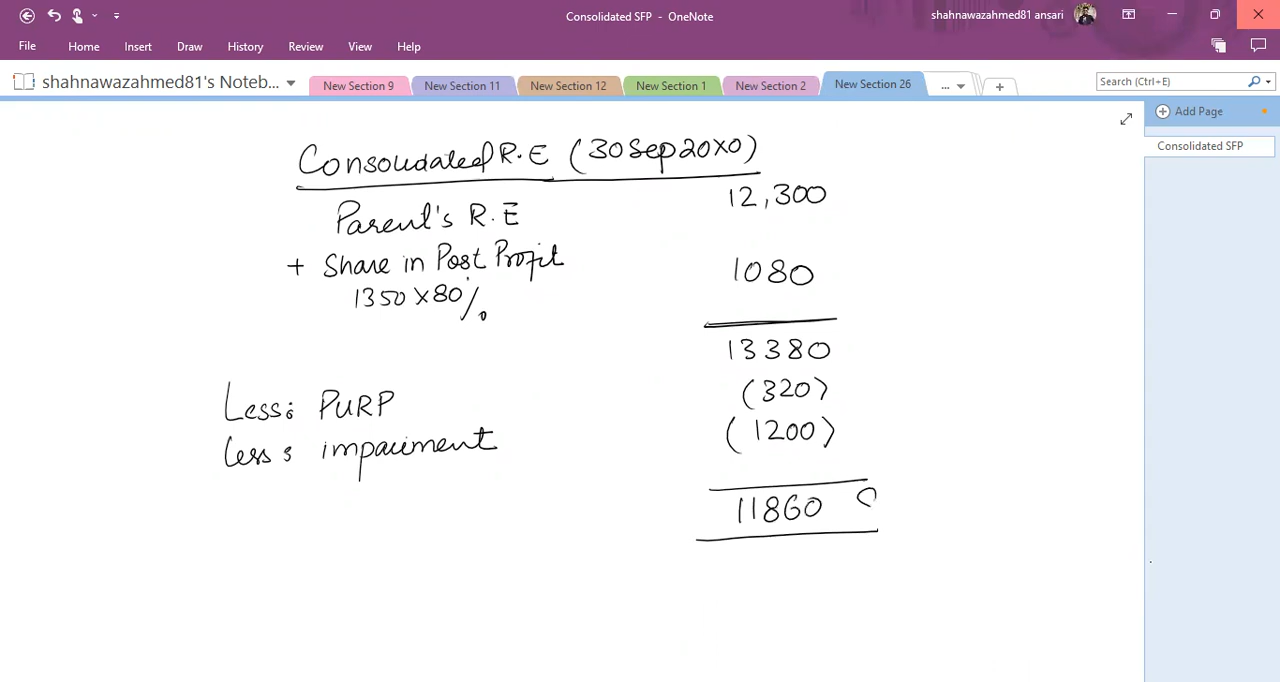 Consolidated SFP - OneNote
shahnawazahmed81 ansari
File Home Insert Draw History Review View Help
shahnawazahmed81's Noteb... New Section 9 New Section 11 New Section 12 New Section 1 New Section 2 New Section 26 ... Search (Ctrl+E)
Add Page
Consolidated SFP
Consolidated R.E (30 Sep 20X0)
Parent's R.E 12,300
+ Share in Post Profit 1080
1350 X 80%
13380
Less: PURP (320)
Less: impairment (1200)
11860